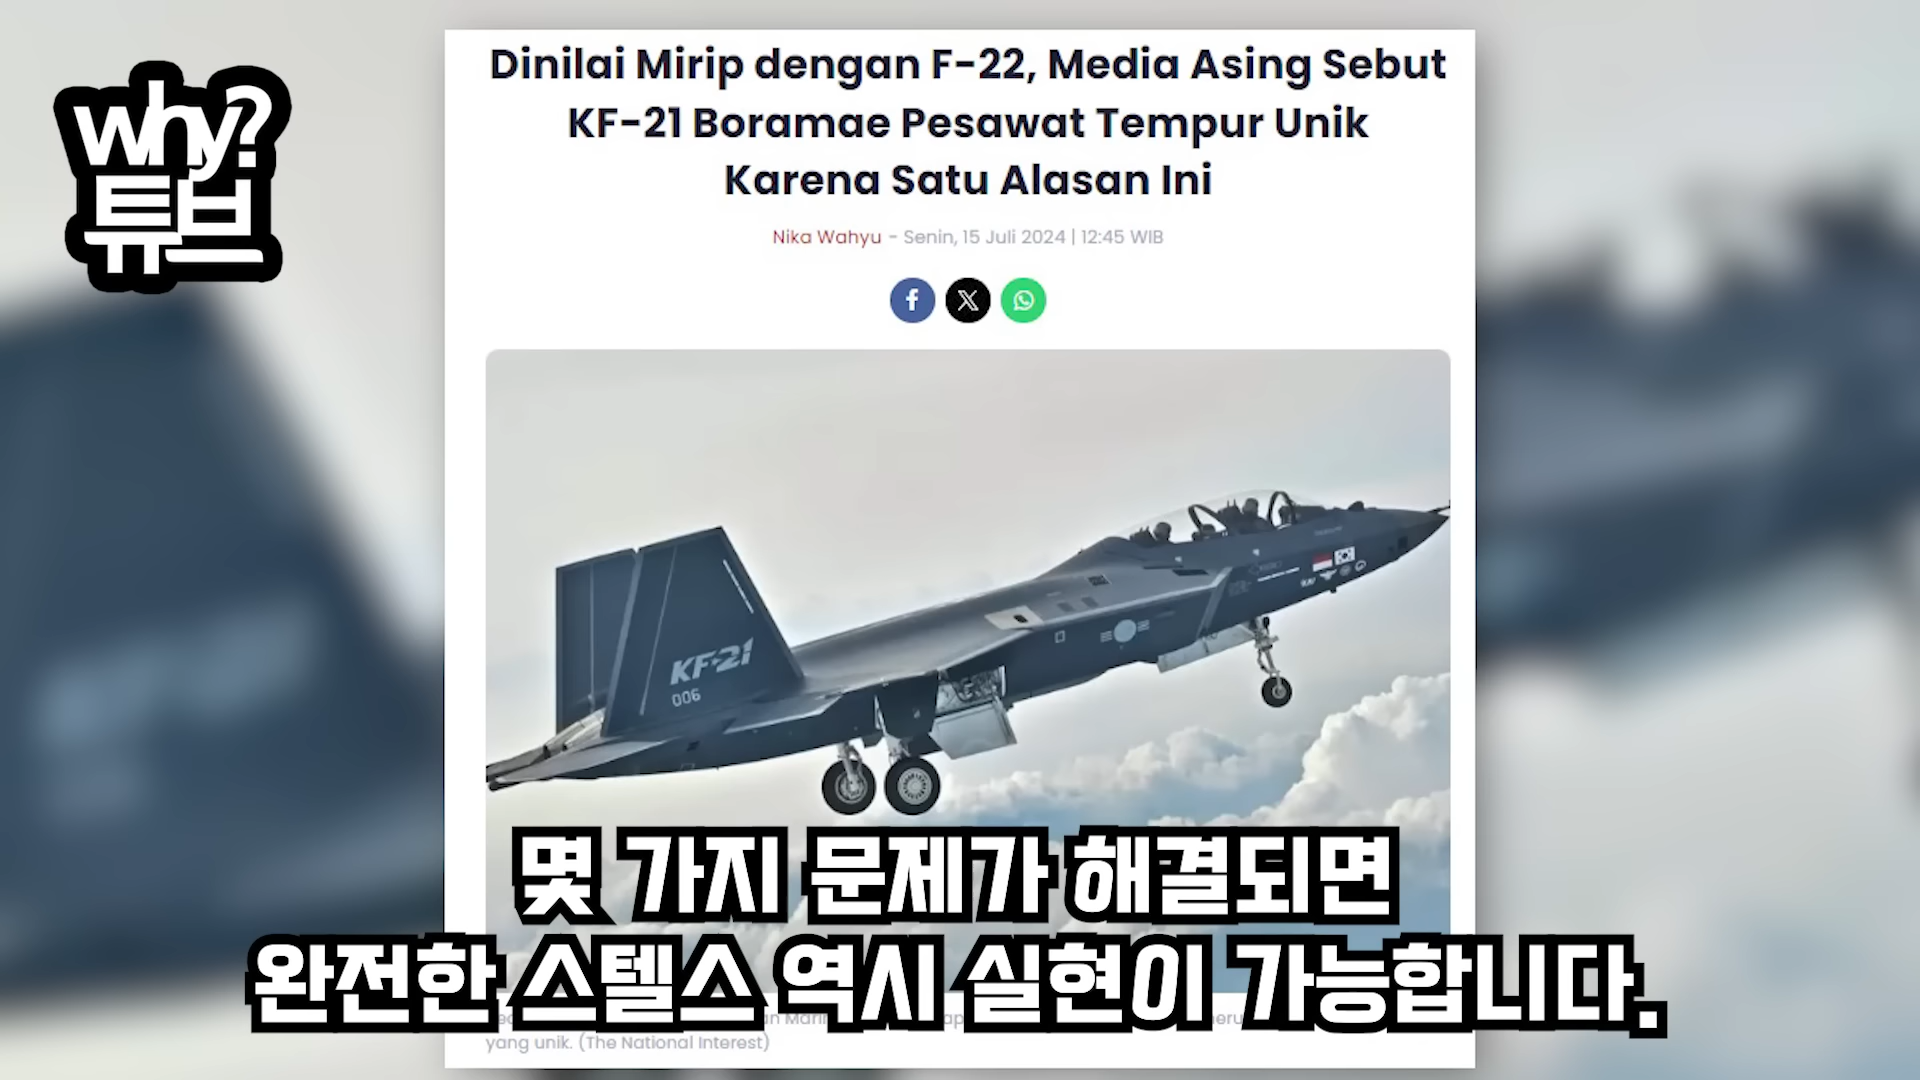 why?
튜브
Dinilai Mirip dengan F-22, Media Asing Sebut
KF-21 Boramae Pesawat Tempur Unik
Karena Satu Alasan Ini
Nika Wahyu - Senin, 15 Juli 2024 | 12:45 WIB
KF-21
006
몇 가지 문제가 해결되면
완전한 스텔스 역시 실현이 가능합니다.
yang unik. (The National Interest)